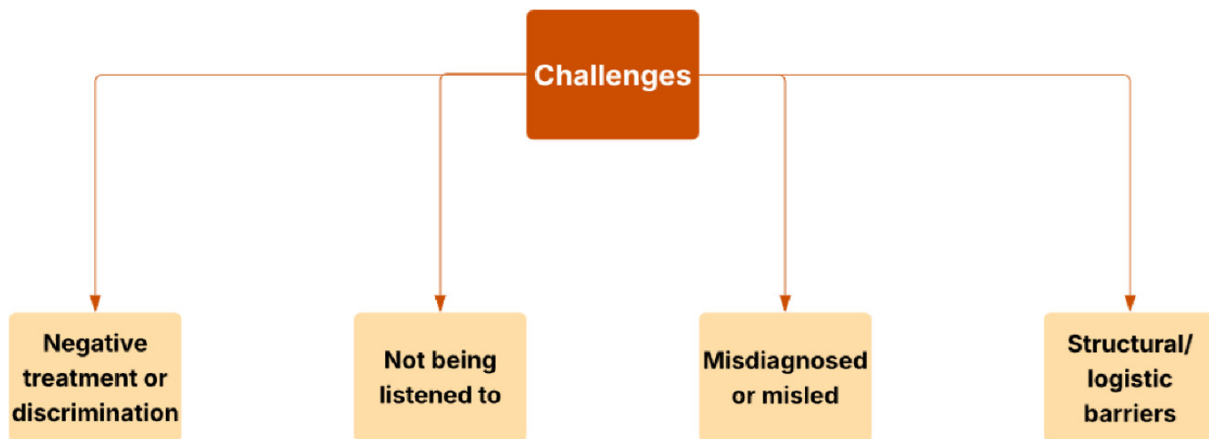 Challenges
Negative
treatment or
discrimination
Not being
listened to
Misdiagnosed
or misled
Structural/
logistic
barriers